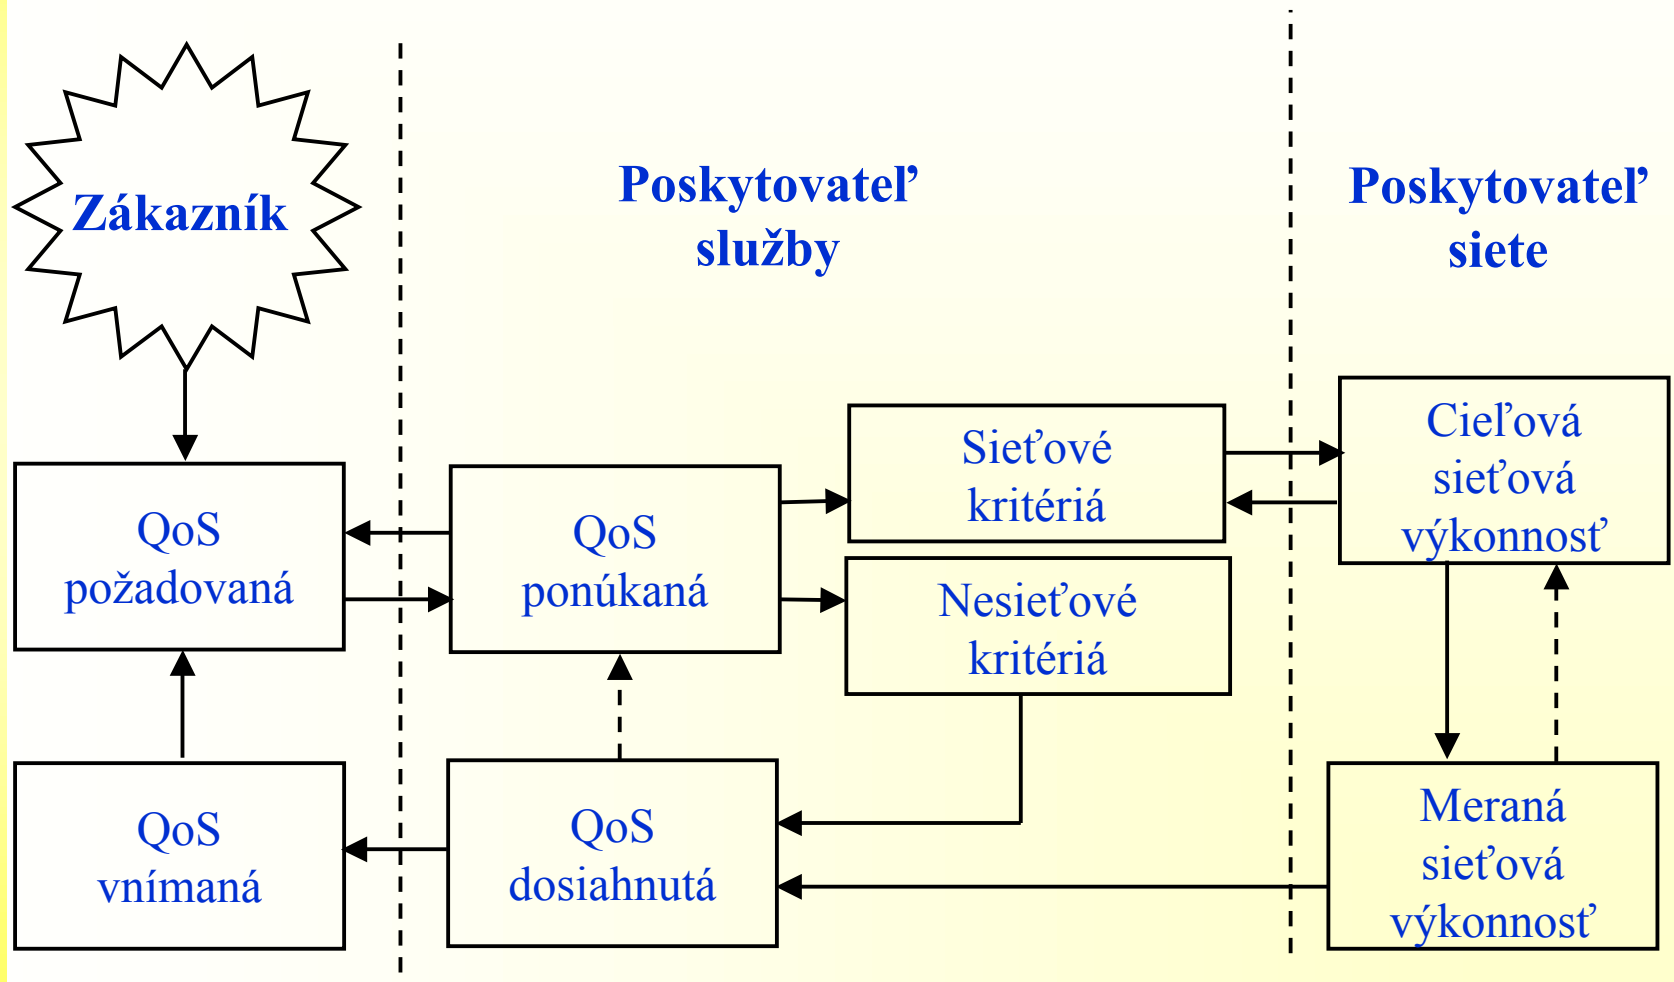 Zákazník
Poskytovateľ
služby
Poskytovateľ
siete
QoS
požadovaná
QoS
ponúkaná
Sieťové
kritériá
Nesieťové
kritériá
Cieľová
sieťová
výkonnosť
QoS
vnímaná
QoS
dosiahnutá
Meraná
sieťová
výkonnosť